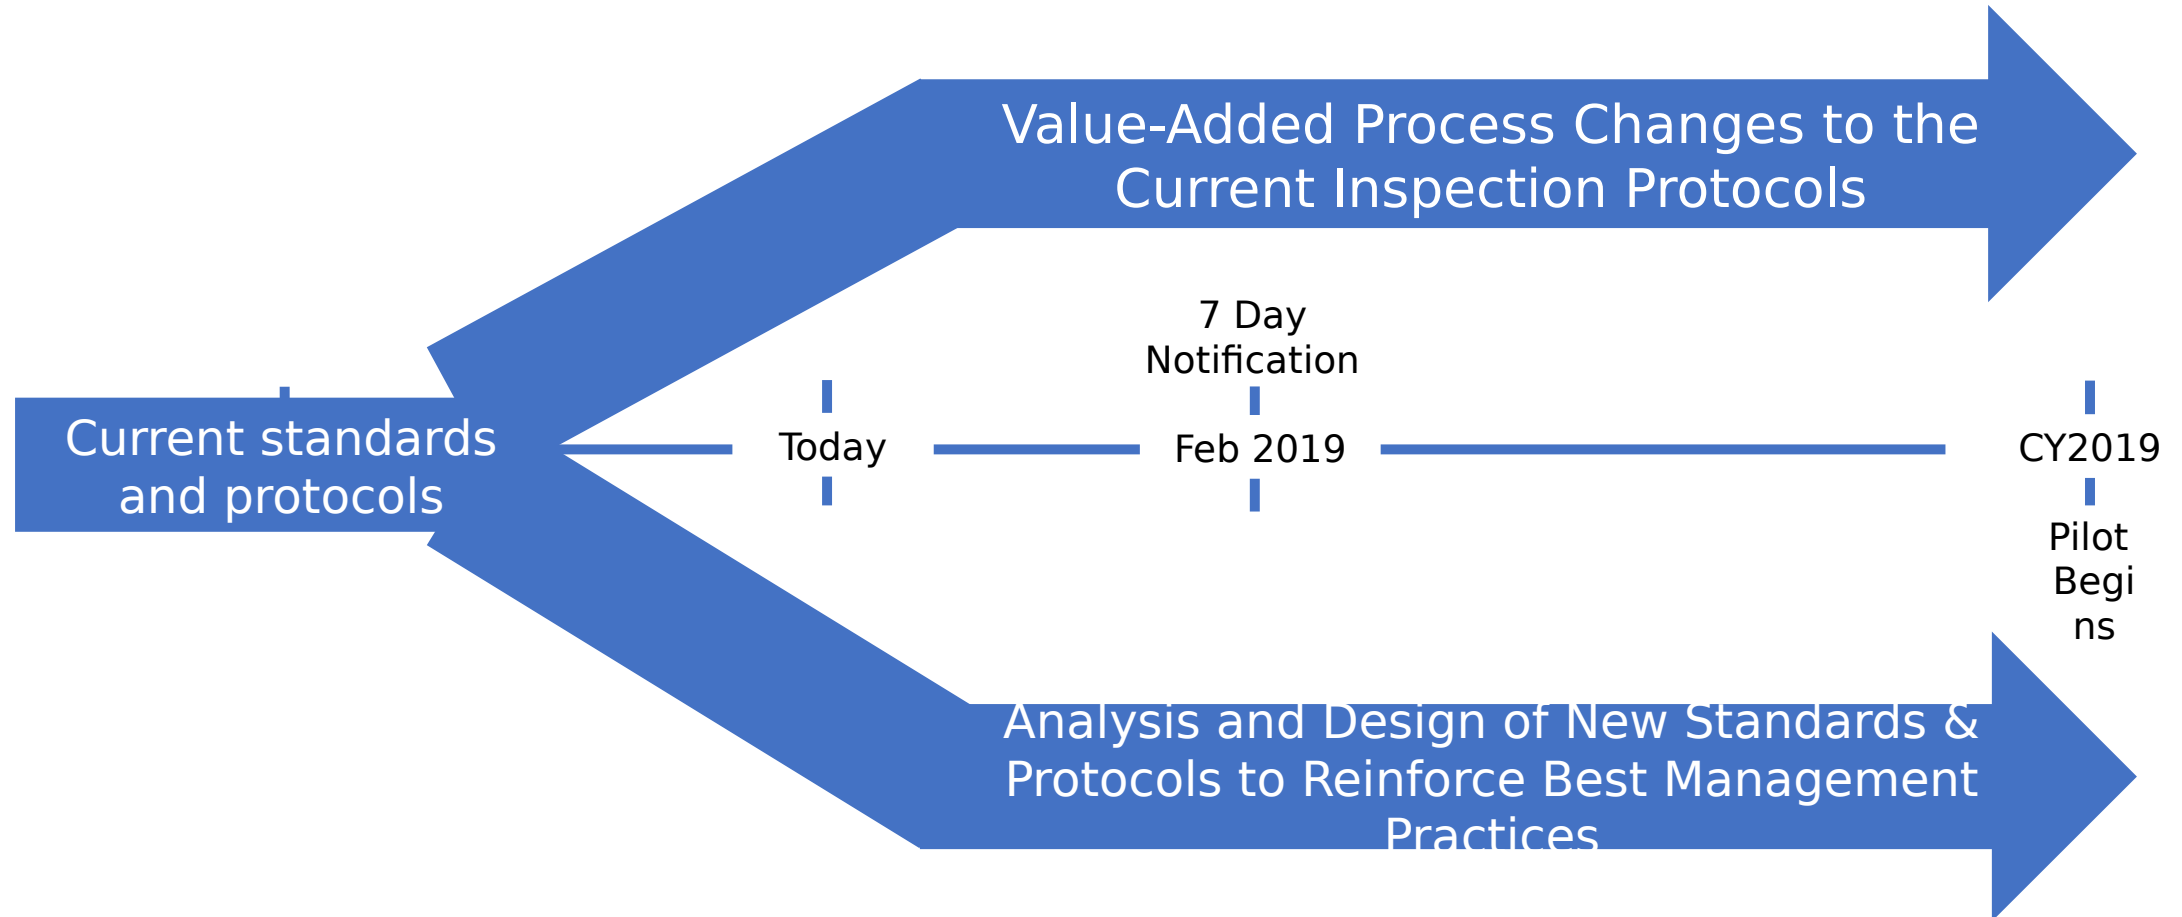 Value-Added Process Changes to the
Current Inspection Protocols
7 Day
Notification
Current standards
and protocols
Today
Feb 2019
CY2019
Pilot
Begi
ns
Analysis and Design of New Standards &
Protocols to Reinforce Best Management
Practices